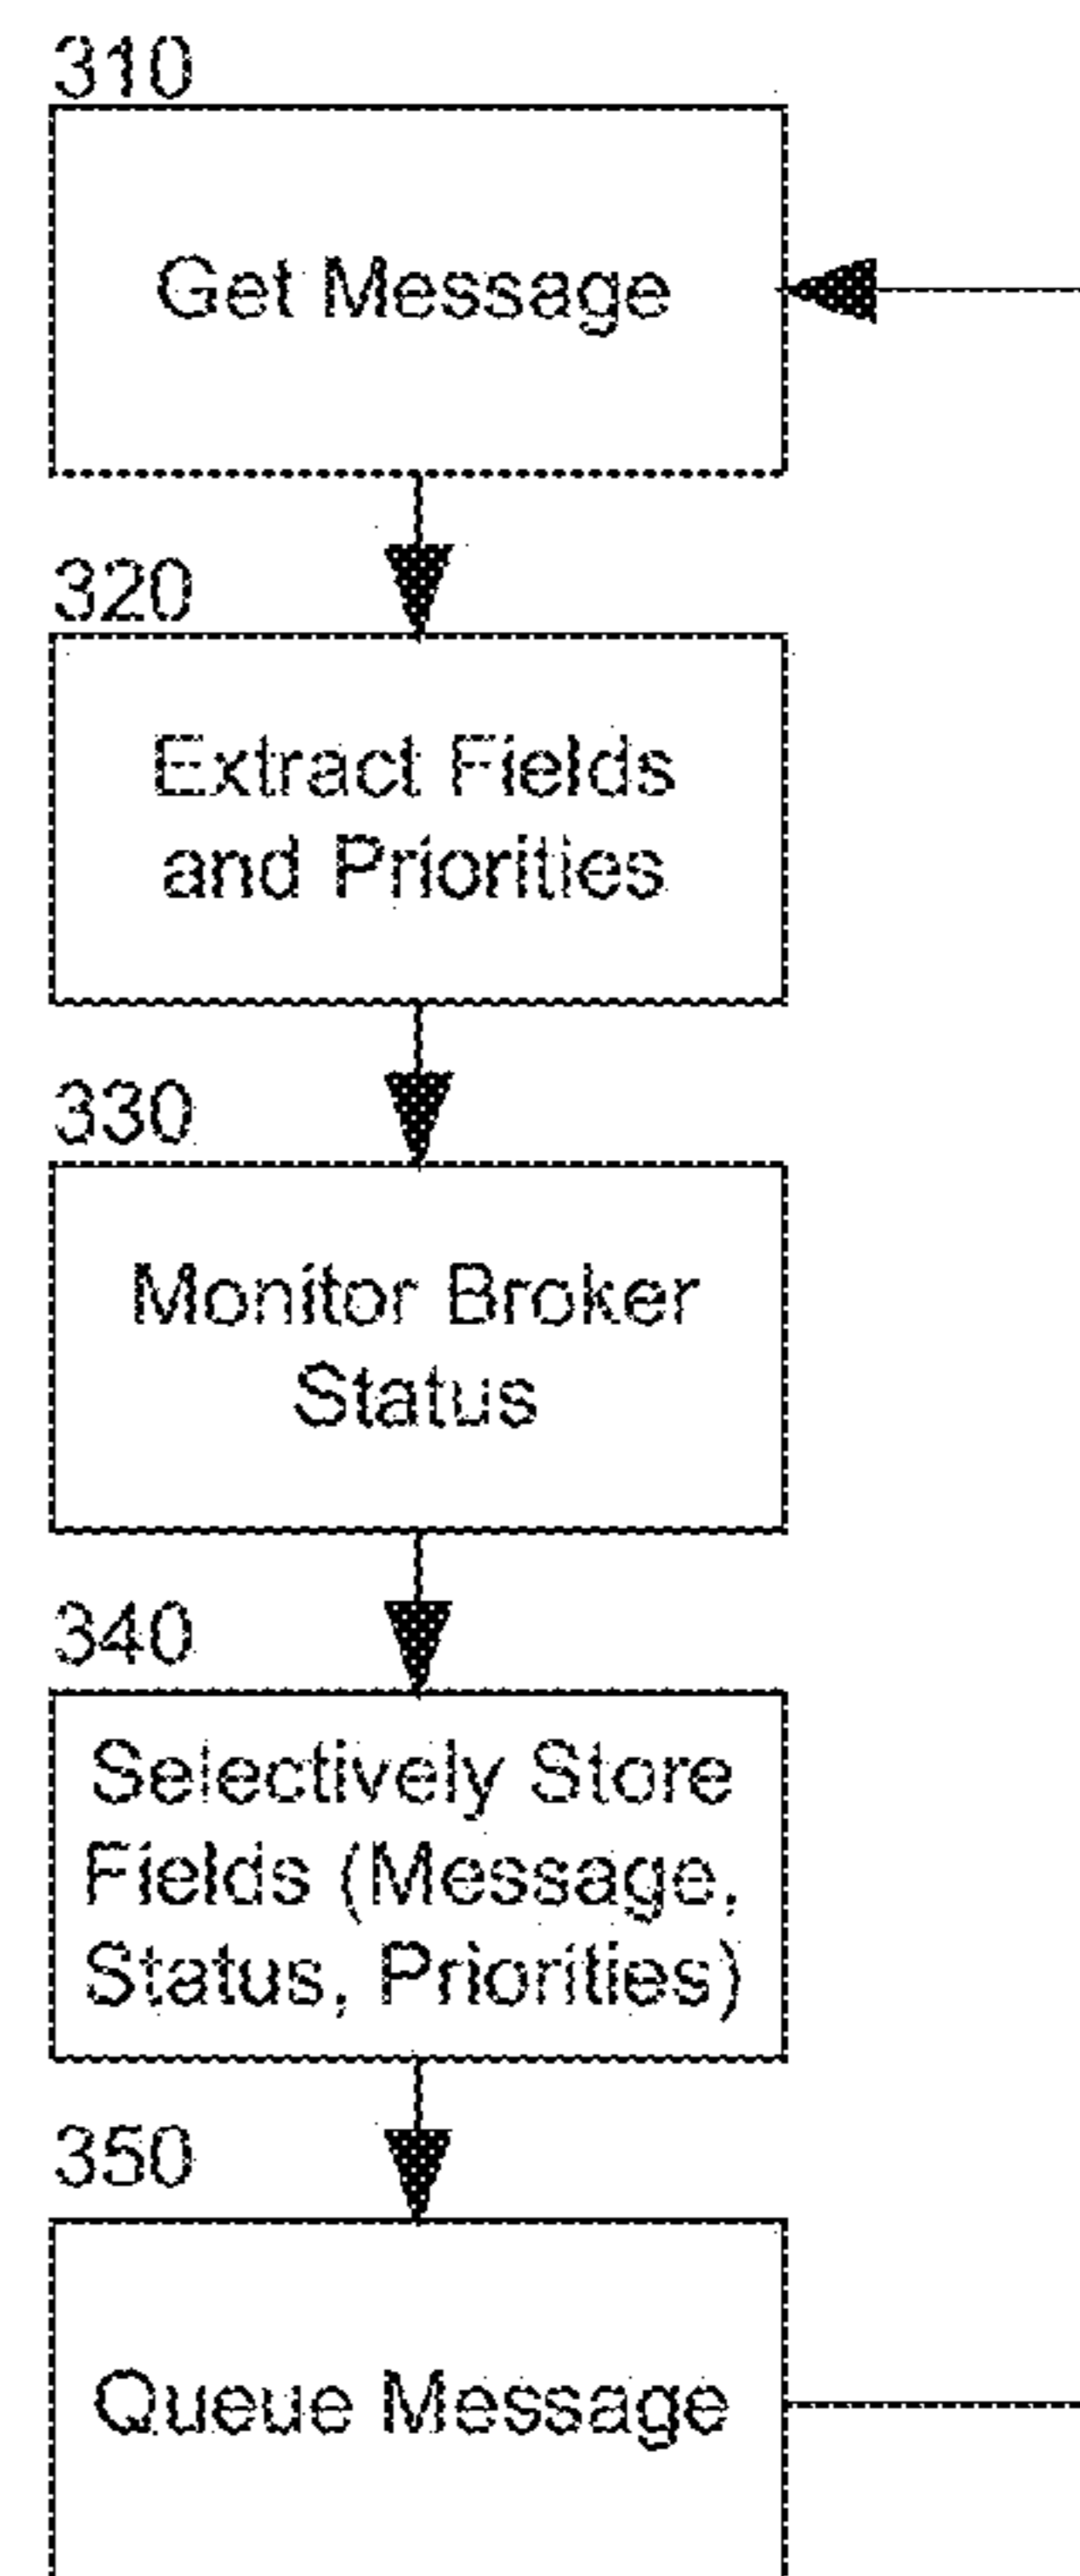 310
Get Message
320
Extract Fields
and Priorities
330
Monitor Broker
Status
340
Selectively Store
Fields (Message,
Status, Priorities)
350
Queue Message